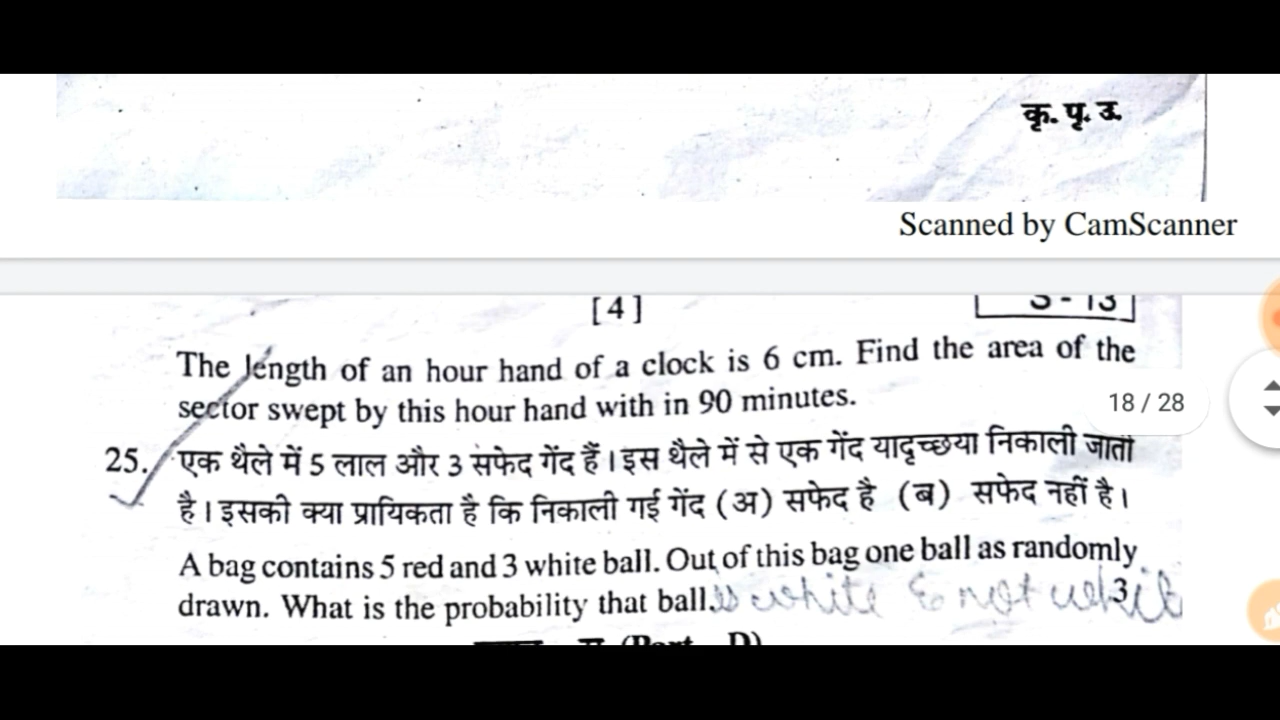 कृ. पृ. उ.
Scanned by CamScanner
[4]
S - 13
The length of an hour hand of a clock is 6 cm. Find the area of the
sector swept by this hour hand with in 90 minutes.
18 / 28
25. एक थैले में 5 लाल और 3 सफेद गेंद हैं। इस थैले में से एक गेंद यादृच्छया निकाली जाती
है। इसकी क्या प्रायिकता है कि निकाली गई गेंद (अ) सफेद है (ब) सफेद नहीं है।
A bag contains 5 red and 3 white ball. Out of this bag one ball as randomly
drawn. What is the probability that ball. is white & not white 3
(Part D)